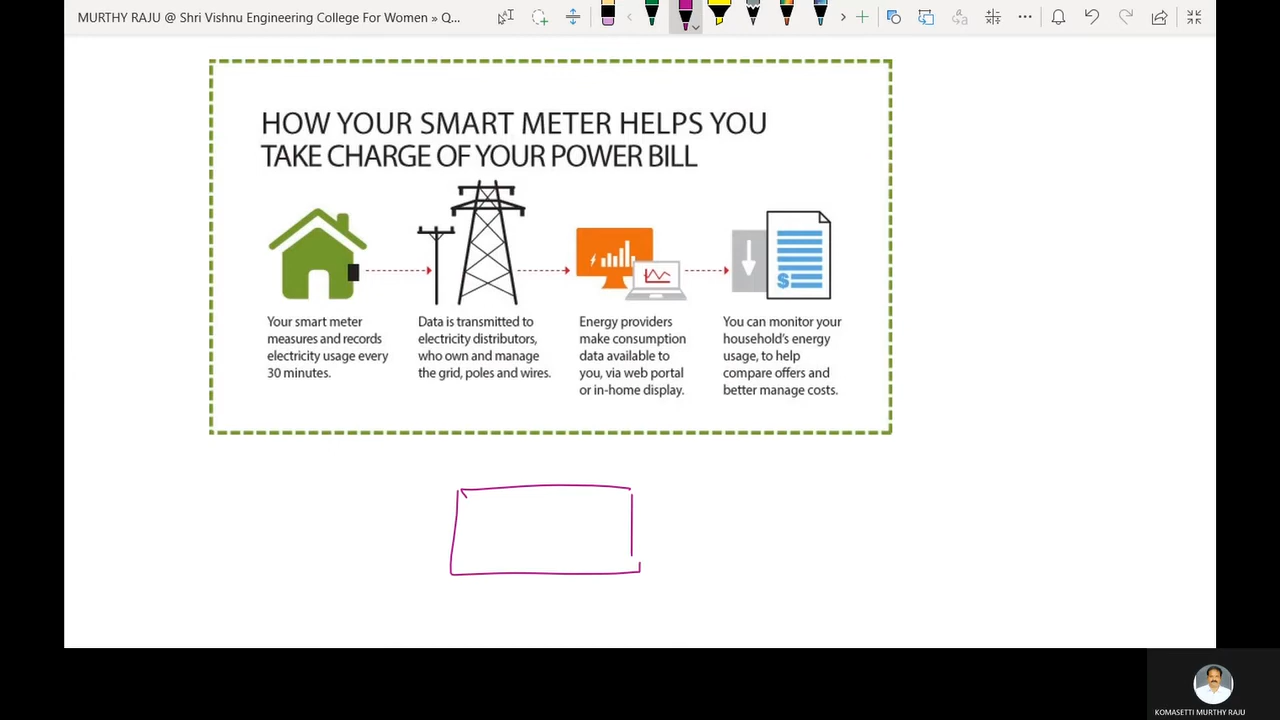 MURTHY RAJU @ Shri Vishnu Engineering College For Women » Q...
HOW YOUR SMART METER HELPS YOU
TAKE CHARGE OF YOUR POWER BILL
$
Your smart meter
measures and records
electricity usage every
30 minutes.
Data is transmitted to
electricity distributors,
who own and manage
the grid, poles and wires.
Energy providers
make consumption
data available to
you, via web portal
or in-home display.
You can monitor your
household's energy
usage, to help
compare offers and
better manage costs.
KOMASETTI MURTHY RAJU